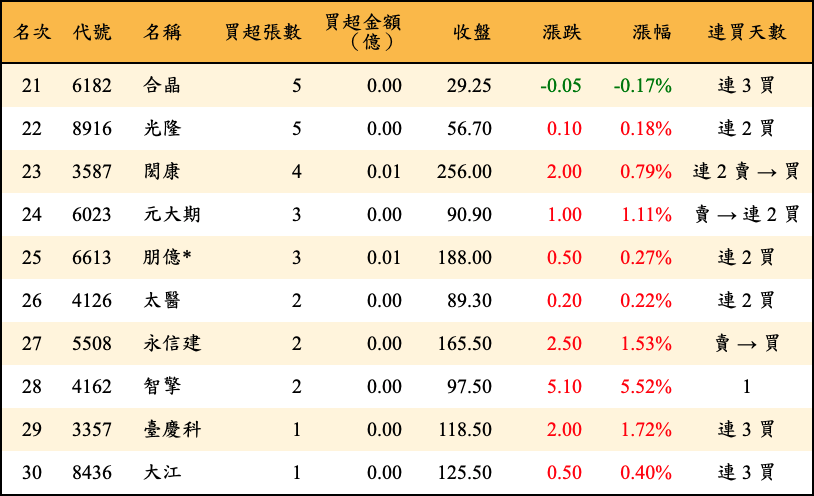 名次 代號 名稱 買超張數 買超金額（億） 收盤 漲跌 漲幅 連買天數
21 6182 合晶 5 0.00 29.25 -0.05 -0.17% 連 3 買
22 8916 光隆 5 0.00 56.70 0.10 0.18% 連 2 買
23 3587 閎康 4 0.01 256.00 2.00 0.79% 連 2 賣 → 買
24 6023 元大期 3 0.00 90.90 1.00 1.11% 賣 → 連 2 買
25 6613 朋億* 3 0.01 188.00 0.50 0.27% 連 2 買
26 4126 太醫 2 0.00 89.30 0.20 0.22% 連 2 買
27 5508 永信建 2 0.00 165.50 2.50 1.53% 賣 → 買
28 4162 智擎 2 0.00 97.50 5.10 5.52% 1
29 3357 臺慶科 1 0.00 118.50 2.00 1.72% 連 3 買
30 8436 大江 1 0.00 125.50 0.50 0.40% 連 3 買